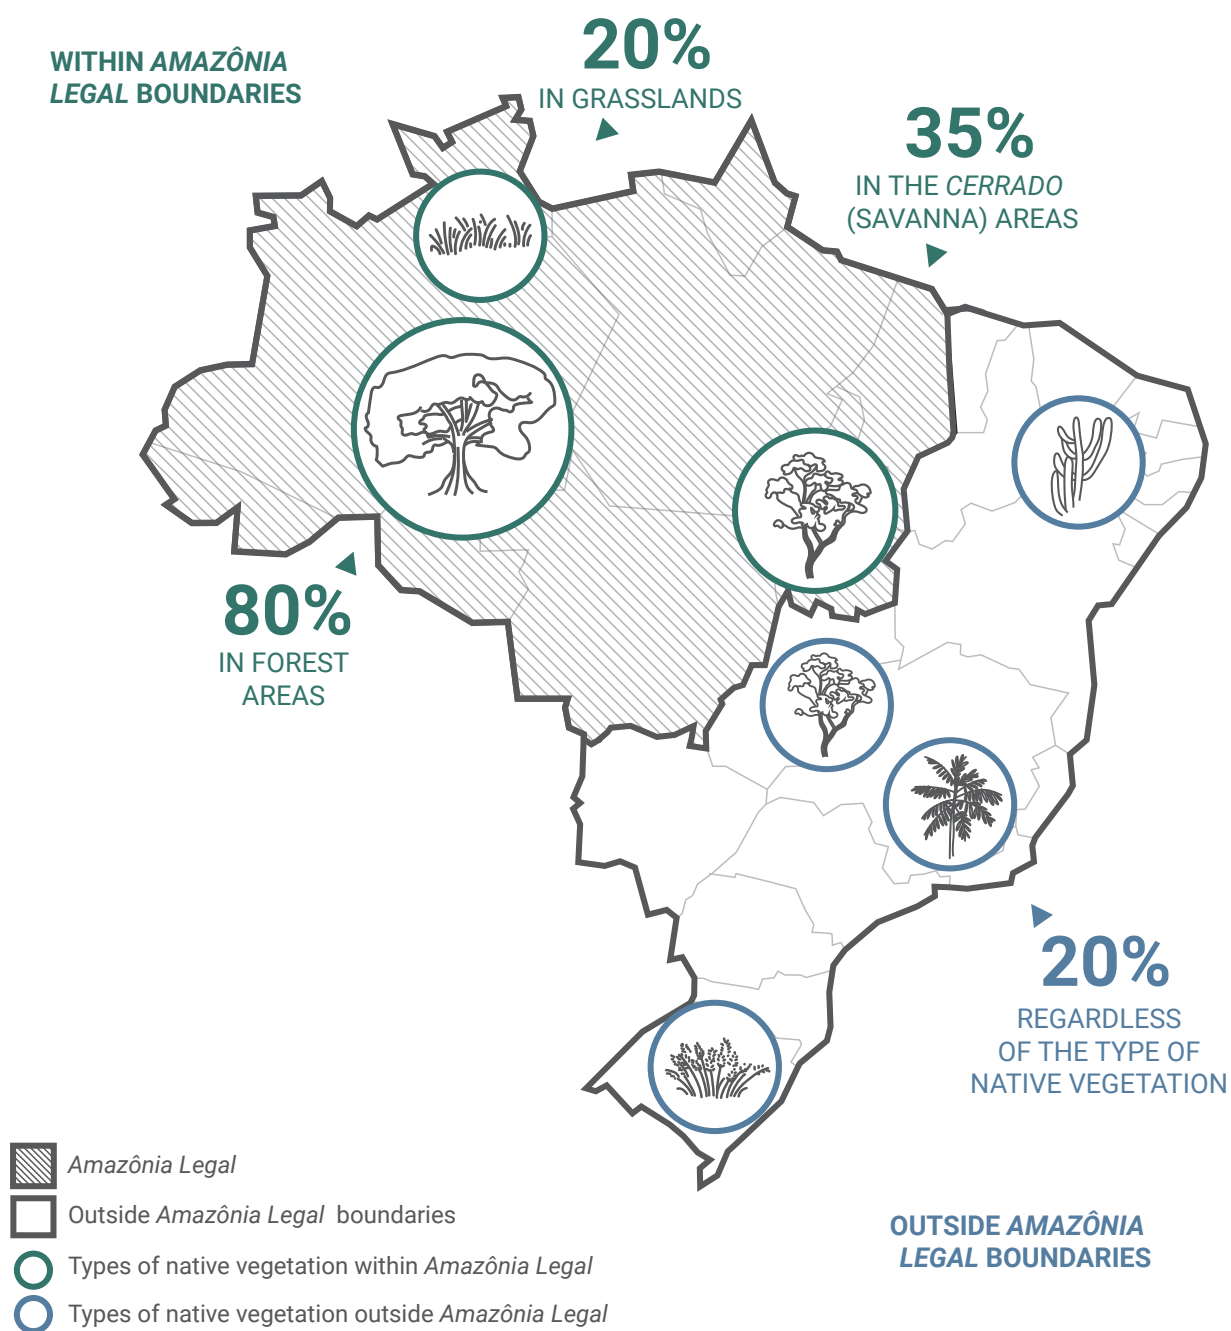 WITHIN AMAZÔNIA
LEGAL BOUNDARIES
20%
IN GRASSLANDS
35%
IN THE CERRADO
(SAVANNA) AREAS
80%
IN FOREST
AREAS
20%
REGARDLESS
OF THE TYPE OF
NATIVE VEGETATION
Amazônia Legal
Outside Amazônia Legal boundaries
Types of native vegetation within Amazônia Legal
Types of native vegetation outside Amazônia Legal
OUTSIDE AMAZÔNIA
LEGAL BOUNDARIES